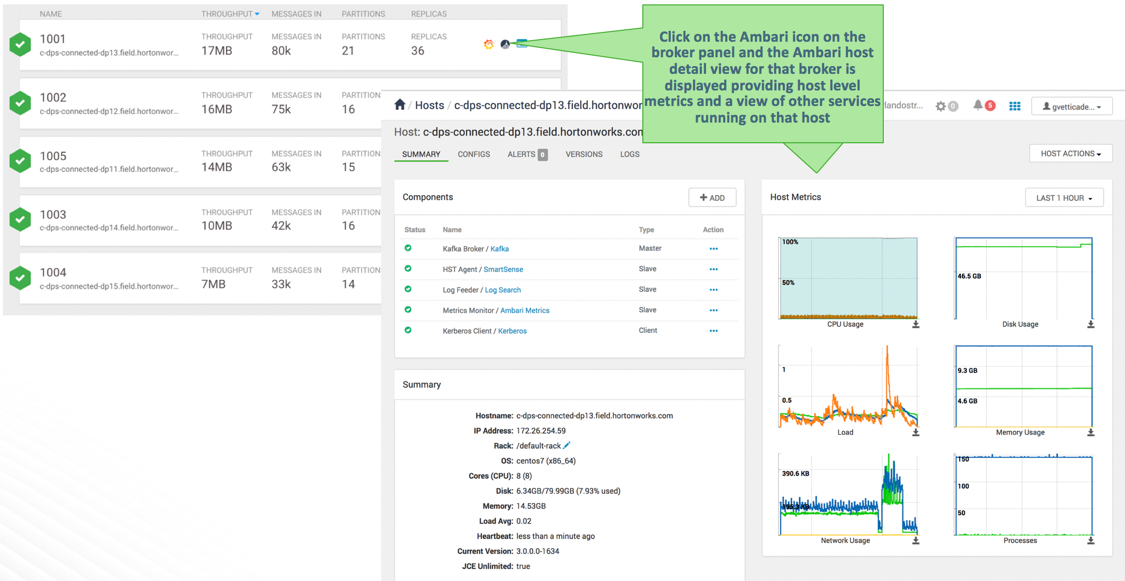 NAME THROUGHPUT MESSAGES IN PARTITIONS REPLICAS
1001
c-dps-connected-dp13.field.hortonwor...
THROUGHPUT
17MB
MESSAGES IN
80k
PARTITIONS
21
REPLICAS
36
1002
c-dps-connected-dp12.field.hortonwor...
THROUGHPUT
16MB
MESSAGES IN
75k
PARTITION
16
1005
c-dps-connected-dp11.field.hortonwor...
THROUGHPUT
14MB
MESSAGES IN
63k
PARTITION
15
1003
c-dps-connected-dp14.field.hortonwor...
THROUGHPUT
10MB
MESSAGES IN
42k
PARTITION
16
1004
c-dps-connected-dp15.field.hortonwor...
THROUGHPUT
7MB
MESSAGES IN
33k
PARTITION
14
Click on the Ambari icon on the
broker panel and the Ambari host
detail view for that broker is
displayed providing host level
metrics and a view of other services
running on that host
/ Hosts / c-dps-connected-dp13.field.hortonwor
landostr... 0 5 gvetticade...
Host: c-dps-connected-dp13.field.hortonworks.com
SUMMARY CONFIGS ALERTS 0 VERSIONS LOGS
HOST ACTIONS
Components
+ ADD
Status Name Type Action
Kafka Broker / Kafka Master ...
HST Agent / SmartSense Slave ...
Log Feeder / Log Search Slave ...
Metrics Monitor / Ambari Metrics Slave ...
Kerberos Client / Kerberos Client ...
Summary
Hostname: c-dps-connected-dp13.field.hortonworks.com
IP Address: 172.26.254.59
Rack: /default-rack
OS: centos7 (x86_64)
Cores (CPU): 8 (8)
Disk: 6.34GB/79.99GB (7.93% used)
Memory: 14.53GB
Load Avg: 0.02
Heartbeat: less than a minute ago
Current Version: 3.0.0.0-1634
JCE Unlimited: true
Host Metrics
LAST 1 HOUR
100%
50%
CPU Usage
46.5 GB
Disk Usage
1
0.5
Load
9.3 GB
4.6 GB
Memory Usage
390.6 KB
Network Usage
150
100
50
Processes